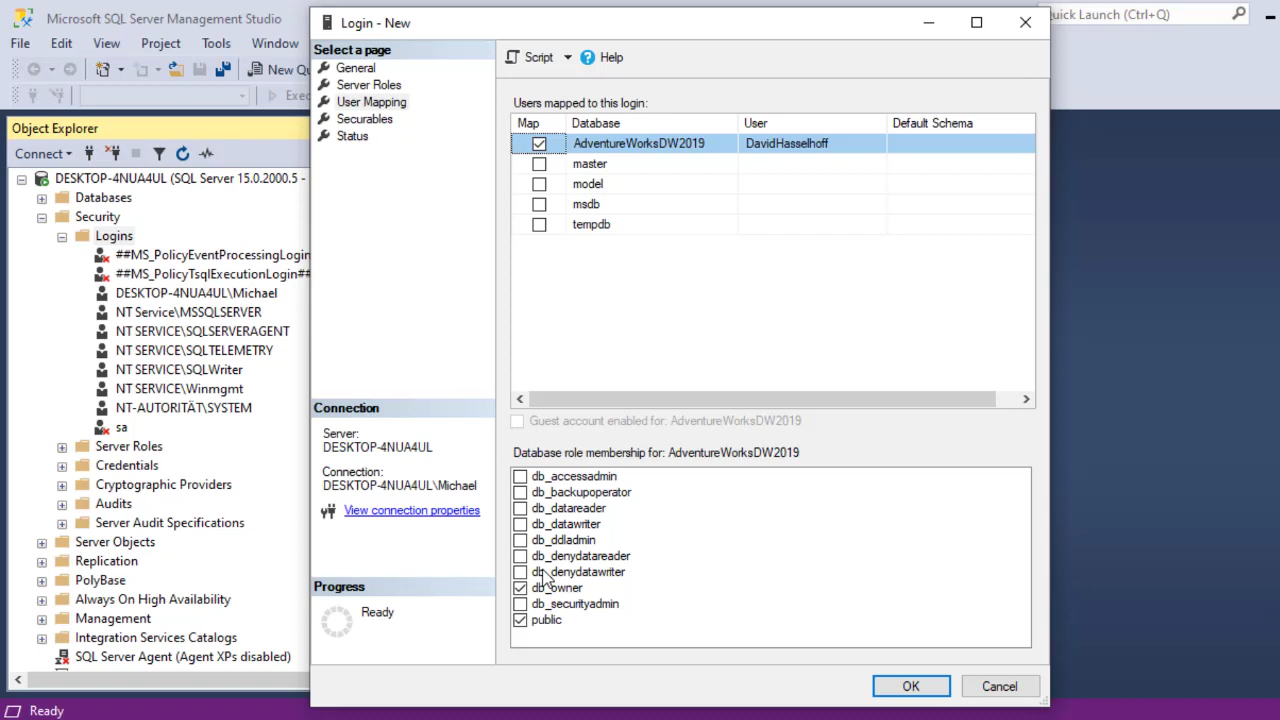 Microsoft SQL Server Management Studio
Quick Launch (Ctrl+Q)
File Edit View Project Tools Window
New Qu
Exec
Object Explorer
Connect
DESKTOP-4NUA4UL (SQL Server 15.0.2000.5 -
Databases
Security
Logins
##MS_PolicyEventProcessingLogin
##MS_PolicyTsqlExecutionLogin##
DESKTOP-4NUA4UL\Michael
NT Service\MSSQLSERVER
NT SERVICE\SQLSERVERAGENT
NT SERVICE\SQLTELEMETRY
NT SERVICE\SQLWriter
NT SERVICE\Winmgmt
NT-AUTORITÄT\SYSTEM
sa
Server Roles
Credentials
Cryptographic Providers
Audits
Server Audit Specifications
Server Objects
Replication
PolyBase
Always On High Availability
Management
Integration Services Catalogs
SQL Server Agent (Agent XPs disabled)
Ready
Login - New
Select a page
General
Server Roles
User Mapping
Securables
Status
Connection
Server:
DESKTOP-4NUA4UL
Connection:
DESKTOP-4NUA4UL\Michael
View connection properties
Progress
Ready
Script Help
Users mapped to this login:
Map Database User Default Schema
AdventureWorksDW2019 DavidHasselhoff
master
model
msdb
tempdb
Guest account enabled for: AdventureWorksDW2019
Database role membership for: AdventureWorksDW2019
db_accessadmin
db_backupoperator
db_datareader
db_datawriter
db_ddladmin
db_denydatareader
db_denydatawriter
db_owner
db_securityadmin
public
OK Cancel